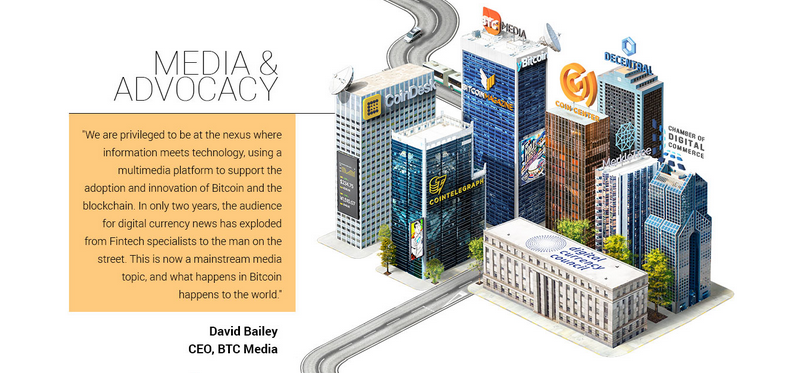 MEDIA &
ADVOCACY
"We are privileged to be at the nexus where
information meets technology, using a
multimedia platform to support the
adoption and innovation of Bitcoin and the
blockchain. In only two years, the audience
for digital currency news has exploded
from Fintech specialists to the man on the
street. This is now a mainstream media
topic, and what happens in Bitcoin
happens to the world."
David Bailey
CEO, BTC Media
BTC MEDIA
yBitcoin
BITCOIN MAGAZINE
CoinDesk
COINTELEGRAPH
COIN CENTER
DECENTRAL
CHAMBER OF
DIGITAL
COMMERCE
digital
currency
council